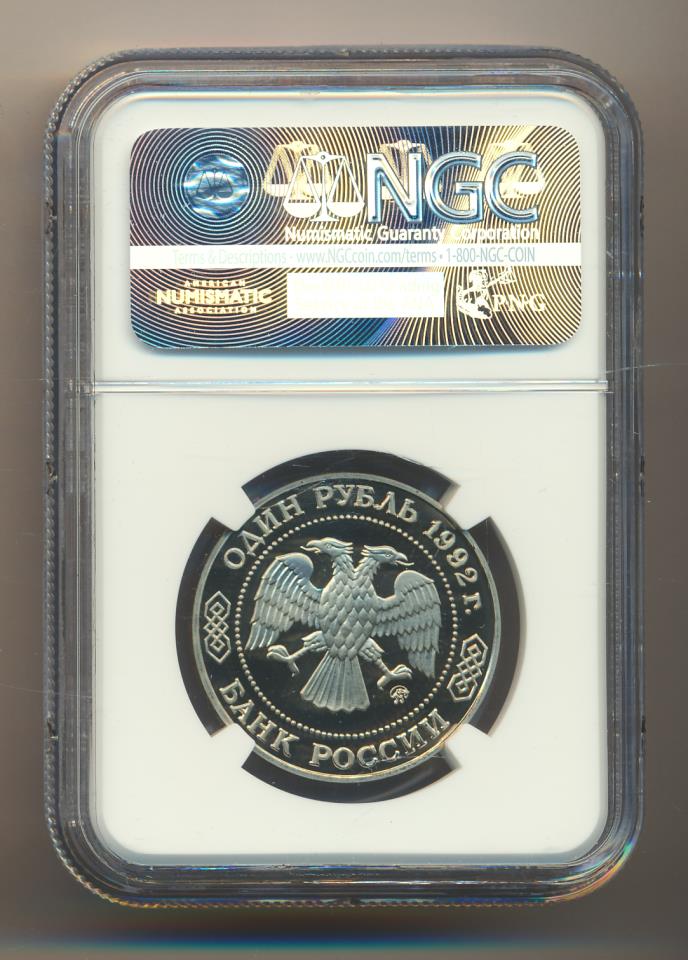 NGC
Numismatic Guaranty Corporation
Terms & Descriptions • www.NGCcoin.com/terms • 1-800-NGC-COIN
AMERICAN
NUMISMATIC
ASSOCIATION
PNG
ОДИН РУБЛЬ 1992 г.
БАНК РОССИИ